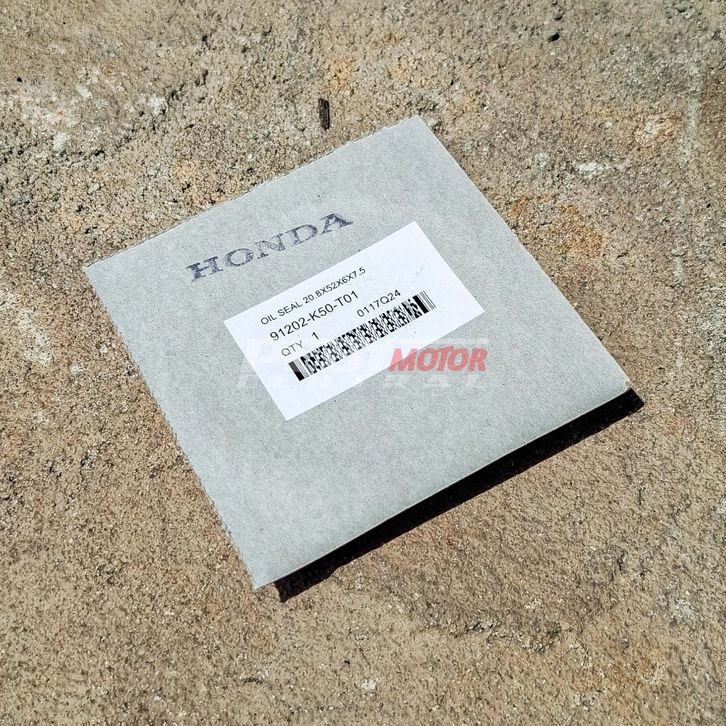 HONDA
OIL SEAL 20.8X52X6X7.5
91202-K50-T01
QTY 1 0117Q24
MOTOR